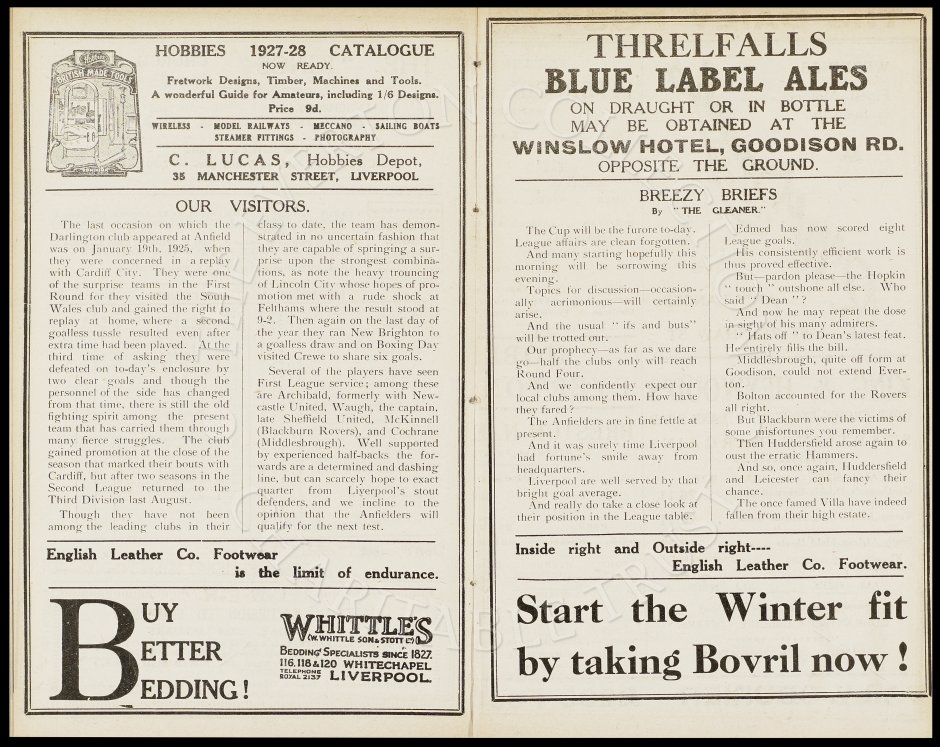 HOBBIES 1927-28 CATALOGUE
NOW READY.
Fretwork Designs, Timber, Machines and Tools.
A wonderful Guide for Amateurs, including 1/6 Designs.
Price 9d.
WIRELESS - MODEL RAILWAYS - MECCANO - SAILING BOATS
STEAMER FITTINGS - PHOTOGRAPHY
C. LUCAS, Hobbies Depot,
35 MANCHESTER STREET, LIVERPOOL
Hobbies
BRITISH MADE TOOLS
OUR VISITORS.
The last occasion on which the
Darlington club appeared at Anfield
was on January 19th, 1925, when
they were concerned in a replay
with Cardiff City. They were one
of the surprise teams in the First
Round for they visited the South
Wales club and gained the right to
replay at home, where a second
goalless tussle resulted even after
extra time had been played. At the
third time of asking they were
defeated on to-day's enclosure by
two clear goals and though the
personnel of the side has changed
from that time, there is still the old
fighting spirit among the present
team that has carried them through
many fierce struggles. The club
gained promotion at the close of the
season that marked their bouts with
Cardiff, but after two seasons in the
Second League returned to the
Third Division last August.
Though they have not been
among the leading clubs in their
class to date, the team has demon-
strated in no uncertain fashion that
they are capable of springing a sur-
prise upon the strongest combina-
tions, as note the heavy trouncing
of Lincoln City whose hopes of pro-
motion met with a rude shock at
Felthams where the result stood at
9-2. Then again on the last day of
the year they ran New Brighton to
a goalless draw and on Boxing Day
visited Crewe to share six goals.
Several of the players have seen
First League service; among these
are Archibald, formerly with New-
castle United, Waugh, the captain,
late Sheffield United, McKinnell
(Blackburn Rovers), and Cochrane
(Middlesbrough). Well supported
by experienced half-backs the for-
wards are a determined and dashing
line, but can scarcely hope to exact
quarter from Liverpool's stout
defenders, and we incline to the
opinion that the Anfielders will
qualify for the next test.
English Leather Co. Footwear
is the limit of endurance.
BUY
BETTER
BEDDING!
WHITTLE'S
(W. WHITTLE SON & STOTT LTD)
BEDDING SPECIALISTS SINCE 1827.
116, 118 & 120 WHITECHAPEL
TELEPHONE
ROYAL 2137 LIVERPOOL.
THRELFALLS
BLUE LABEL ALES
ON DRAUGHT OR IN BOTTLE
MAY BE OBTAINED AT THE
WINSLOW HOTEL, GOODISON RD.
OPPOSITE THE GROUND.
BREEZY BRIEFS
By "THE GLEANER."
The Cup will be the furore to-day.
League affairs are clean forgotten.
And many starting hopefully this
morning will be sorrowing this
evening.
Topics for discussion—occasion-
ally acrimonious—will certainly
arise.
And the usual "ifs and buts"
will be trotted out.
Our prophecy—as far as we dare
go—half the clubs only will reach
Round Four.
And we confidently expect our
local clubs among them. How have
they fared?
The Anfielders are in fine fettle at
present.
And it was surely time Liverpool
had fortune's smile away from
headquarters.
Liverpool are well served by that
bright goal average.
And really do take a close look at
their position in the League table.
Edmed has now scored eight
League goals.
His consistently efficient work is
thus proved effective.
But—pardon please—the Hopkin
"touch" outshone all else. Who
said "Dean"?
And now he may repeat the dose
in sight of his many admirers.
"Hats off" to Dean's latest feat.
He entirely fills the bill.
Middlesbrough, quite off form at
Goodison, could not extend Ever-
ton.
Bolton accounted for the Rovers
all right.
But Blackburn were the victims of
some misfortunes you remember.
Then Huddersfield arose again to
oust the erratic Hammers.
And so, once again, Huddersfield
and Leicester can fancy their
chance.
The once famed Villa have indeed
fallen from their high estate.
Inside right and Outside right----
English Leather Co. Footwear.
Start the Winter fit
by taking Bovril now!